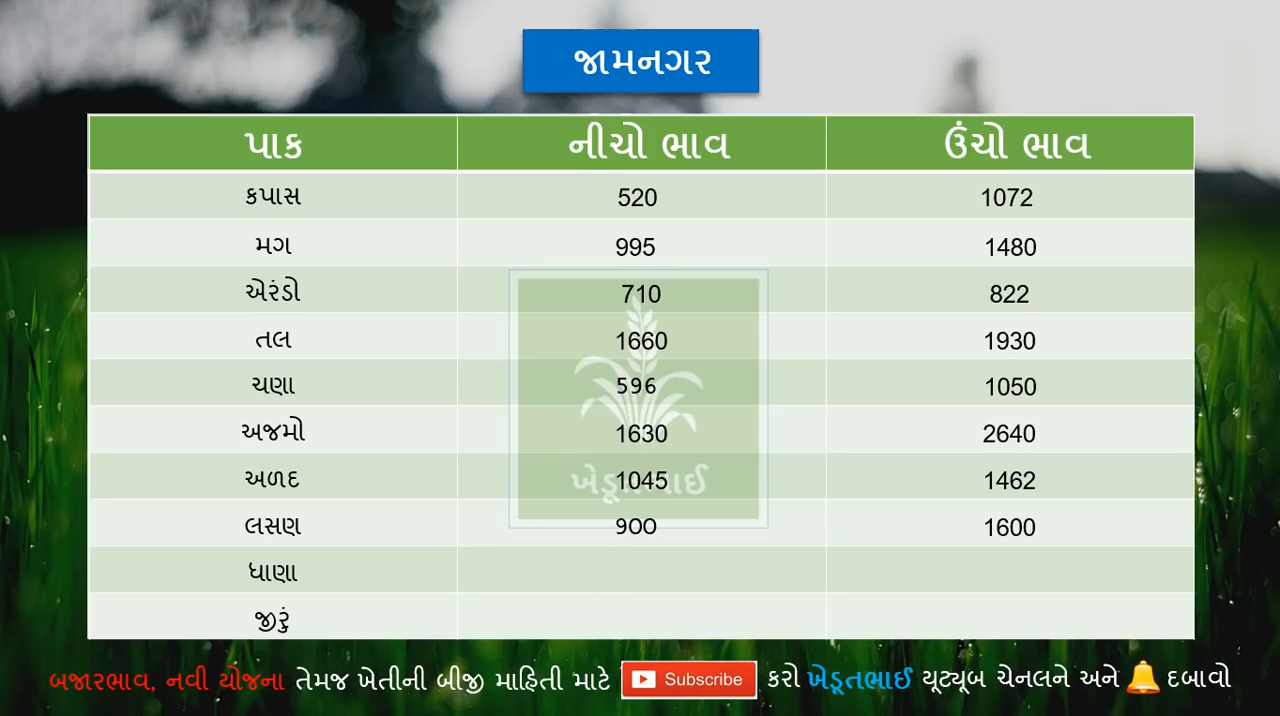 જામનગર
પાક નીચો ભાવ ઉંચો ભાવ
કપાસ 520 1072
મગ 995 1480
એરંડો 710 822
તલ 1660 1930
ચણા 596 1050
અજમો 1630 2640
અળદ 1045 1462
ખેડૂતભાઈ
લસણ 900 1600
ધાણા
જીરું
બજારભાવ, નવી યોજના તેમજ ખેતીની બીજી માહિતી માટે Subscribe કરો ખેડૂતભાઈ યૂટ્યૂબ ચેનલને અને દબાવો